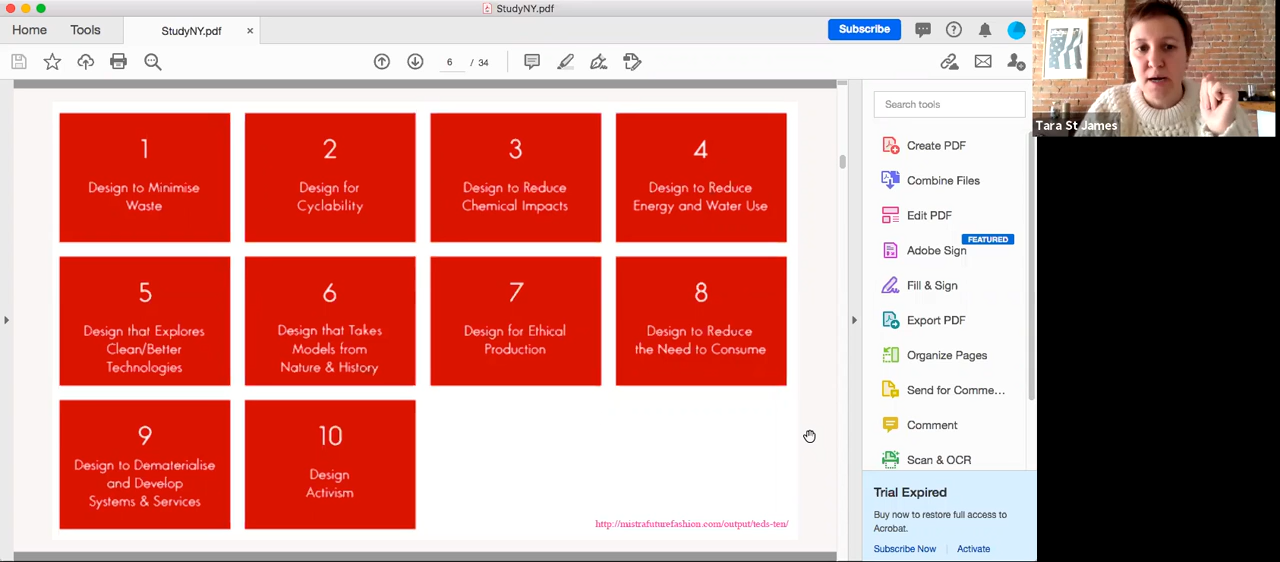 StudyNY.pdf
Home
Tools
StudyNY.pdf
×
Subscribe
6 / 34
Search tools
Tara St James
1
Design to Minimise
Waste
2
Design for
Cyclability
3
Design to Reduce
Chemical Impacts
4
Design to Reduce
Energy and Water Use
5
Design that Explores
Clean/Better
Technologies
6
Design that Takes
Models from
Nature & History
7
Design for Ethical
Production
8
Design to Reduce
the Need to Consume
9
Design to Dematerialise
and Develop
Systems & Services
10
Design
Activism
http://mistrafuturefashion.com/output/teds-ten/
Create PDF
Combine Files
Edit PDF
FEATURED
Adobe Sign
Fill & Sign
Export PDF
Organize Pages
Send for Comme...
Comment
Scan & OCR
Trial Expired
Buy now to restore full access to
Acrobat.
Subscribe Now
Activate